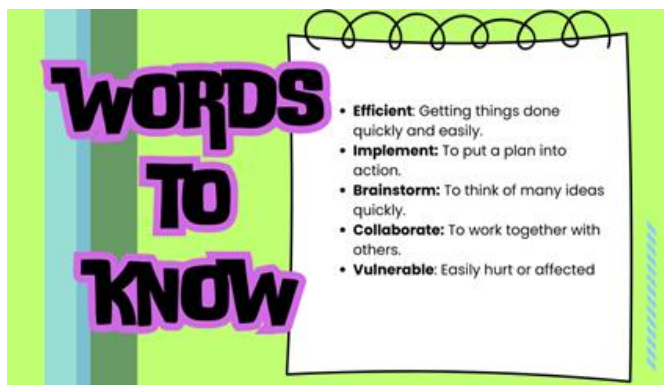 WORDS
TO
KNOW
• Efficient: Getting things done
quickly and easily.
• Implement: To put a plan into
action.
• Brainstorm: To think of many ideas
quickly.
• Collaborate: To work together with
others.
• Vulnerable: Easily hurt or affected